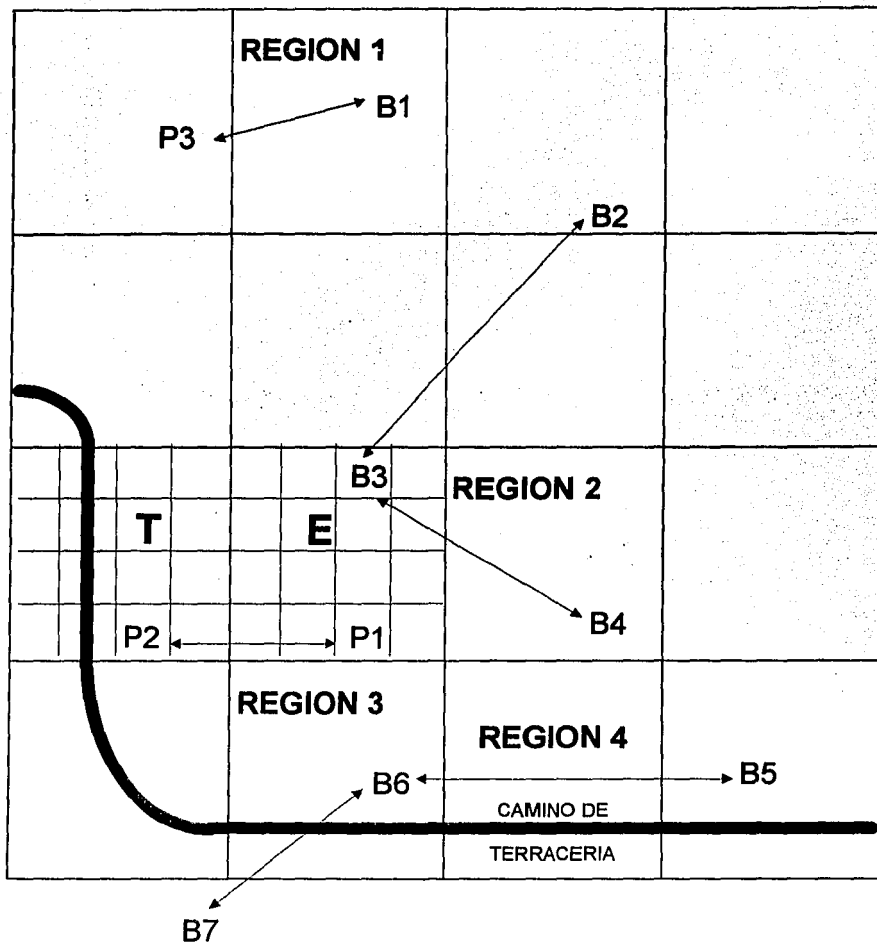 REGION 1
B1
P3
B2
B3
REGION 2
T E
B4
P2 P1
REGION 3
REGION 4
B6 B5
CAMINO DE
TERRACERIA
B7